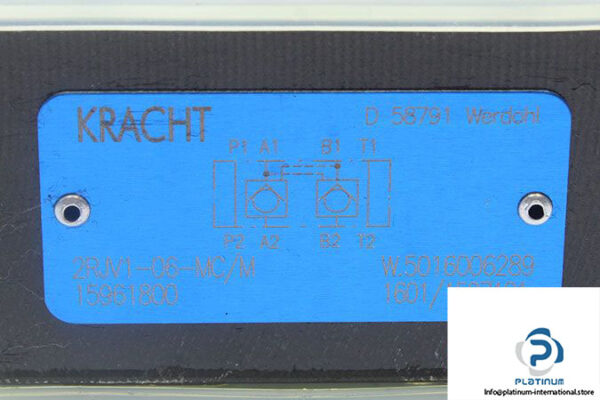 KRACHT
D 58791 Werdohl
P1 A1 B1 T1
P2 A2 B2 T2
2RJV1-06-MC/M
W.5016006289
15961800
1601/
PLATINUM
info@platinum-international.store